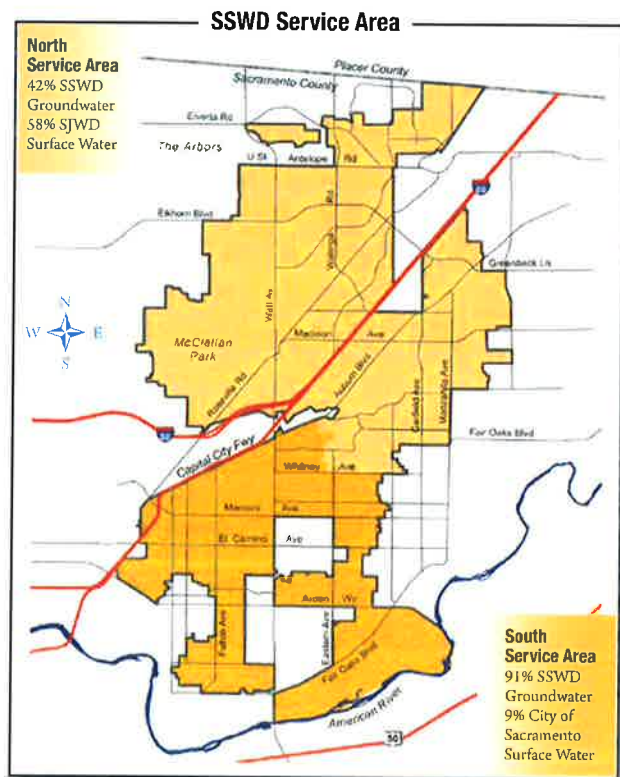 SSWD Service Area
North
Service Area
42% SSWD
Groundwater
58% SJWD
Surface Water
Placer County
Sacramento County
Elverta Rd
The Arbors
U St
Antelope Rd
80
Elkhorn Blvd
Watt Av
Greenback Ln
N
W E
S
McClellan
Park
Madison Ave
Roseville Rd
Auburn Blvd
Garfield Ave
Manzanita Ave
80
Capital City Fwy
Fair Oaks Blvd
Whitney Ave
Marconi Ave
El Camino Ave
Arden Wy
Fulton Ave
Eastern Ave
Fair Oaks Blvd
American River
50
South
Service Area
91% SSWD
Groundwater
9% City of
Sacramento
Surface Water